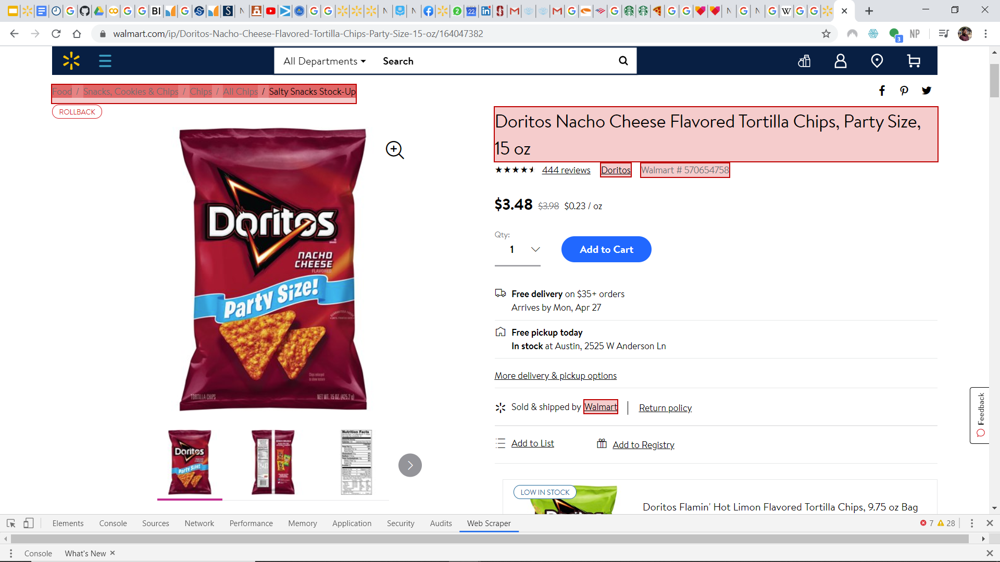 walmart.com/ip/Doritos-Nacho-Cheese-Flavored-Tortilla-Chips-Party-Size-15-oz/164047382
3
NP
All Departments
Search
Food / Snacks, Cookies & Chips / Chips / All Chips / Salty Snacks Stock-Up
ROLLBACK
Doritos
NACHO
CHEESE
FLAVORED
Party Size!
TORTILLA CHIPS
NET WT. 15 OZ. (425.2 g)
Doritos
Party Size!
Nutrition Facts
Doritos Nacho Cheese Flavored Tortilla Chips, Party Size,
15 oz
444 reviews Doritos Walmart # 570654758
$3.48 $3.98 $0.23 / oz
Qty:
1
Add to Cart
Free delivery on $35+ orders
Arrives by Mon, Apr 27
Free pickup today
In stock at Austin, 2525 W Anderson Ln
More delivery & pickup options
Sold & shipped by Walmart | Return policy
Add to List
Add to Registry
LOW IN STOCK
Doritos Flamin' Hot Limon Flavored Tortilla Chips, 9.75 oz Bag
Feedback
Elements Console Sources Network Performance Memory Application Security Audits Web Scraper
7 28
Console What's New